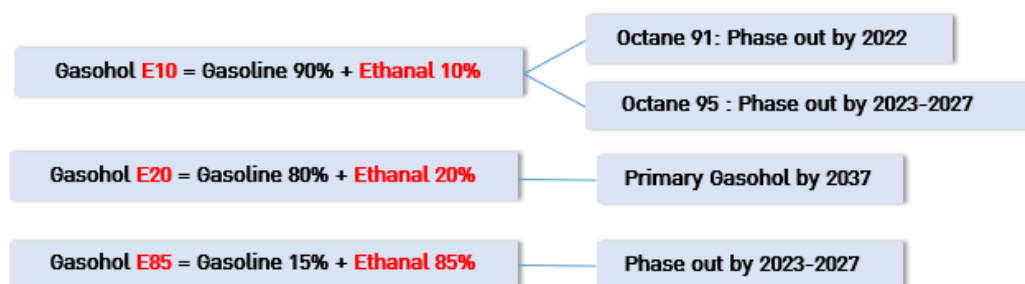 Octane 91: Phase out by 2022
Gasohol E10 = Gasoline 90% + Ethanal 10%
Octane 95 : Phase out by 2023-2027
Gasohol E20 = Gasoline 80% + Ethanal 20%
Primary Gasohol by 2037
Gasohol E85 = Gasoline 15% + Ethanal 85%
Phase out by 2023-2027